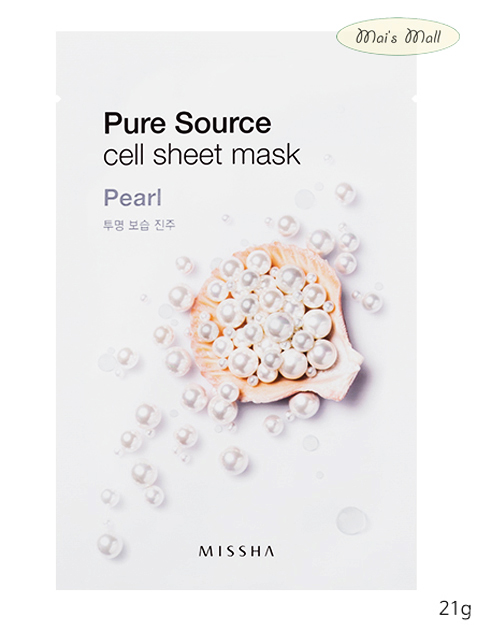 Mai's Mall
Pure Source
cell sheet mask
Pearl
투명 보습 진주
MISSHA
21g